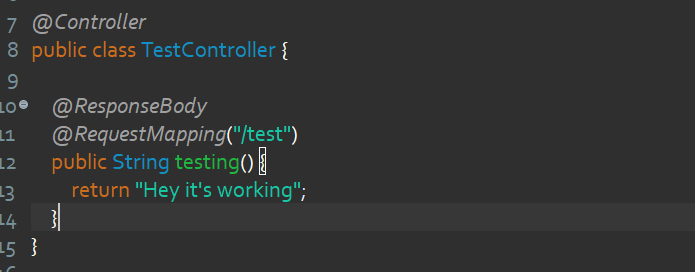 7 @Controller
8 public class TestController {
9
10 @ResponseBody
11 @RequestMapping("/test")
12 public String testing() {
13 return "Hey it's working";
14 }
15 }
16